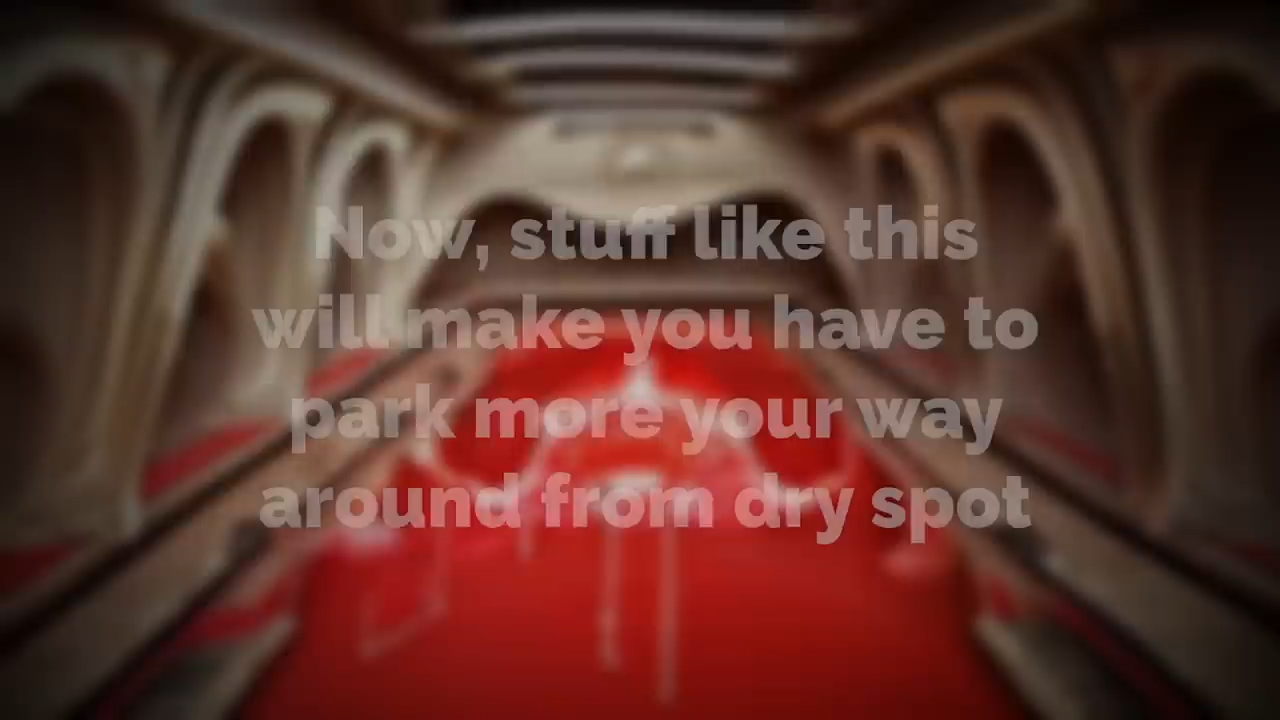 Now, stuff like this
will make you have to
park more your way
around from dry spot